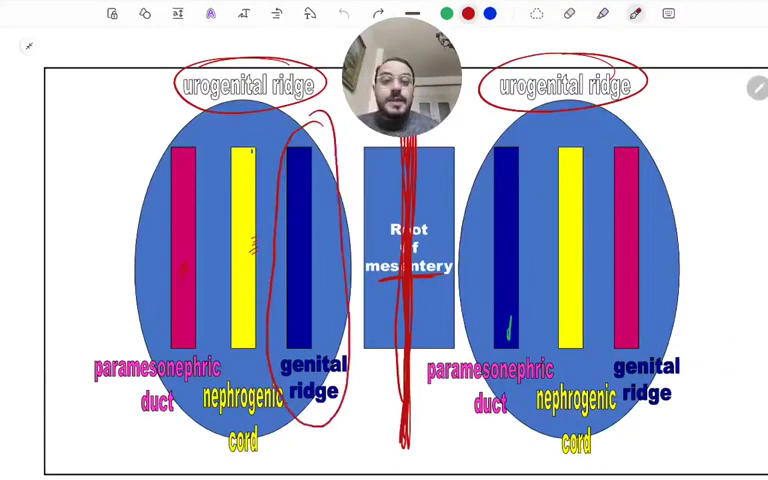 urogenital ridge
urogenital ridge
Root
of
mesentery
paramesonephric
duct
nephrogenic
cord
genital
ridge
paramesonephric
duct
nephrogenic
cord
genital
ridge